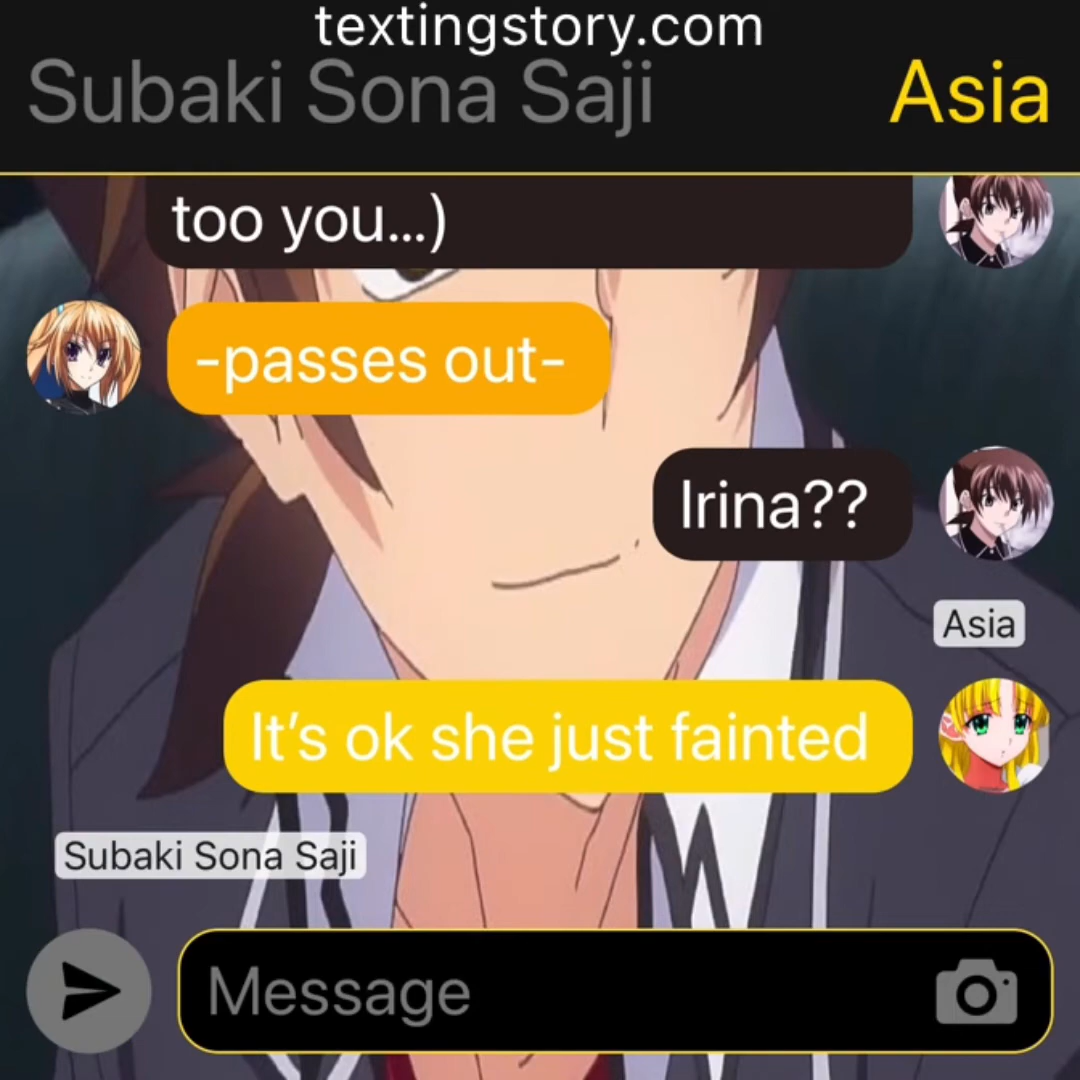 textingstory.com
Subaki Sona Saji
Asia
too you...)
-passes out-
Irina??
Asia
It's ok she just fainted
Subaki Sona Saji
Message